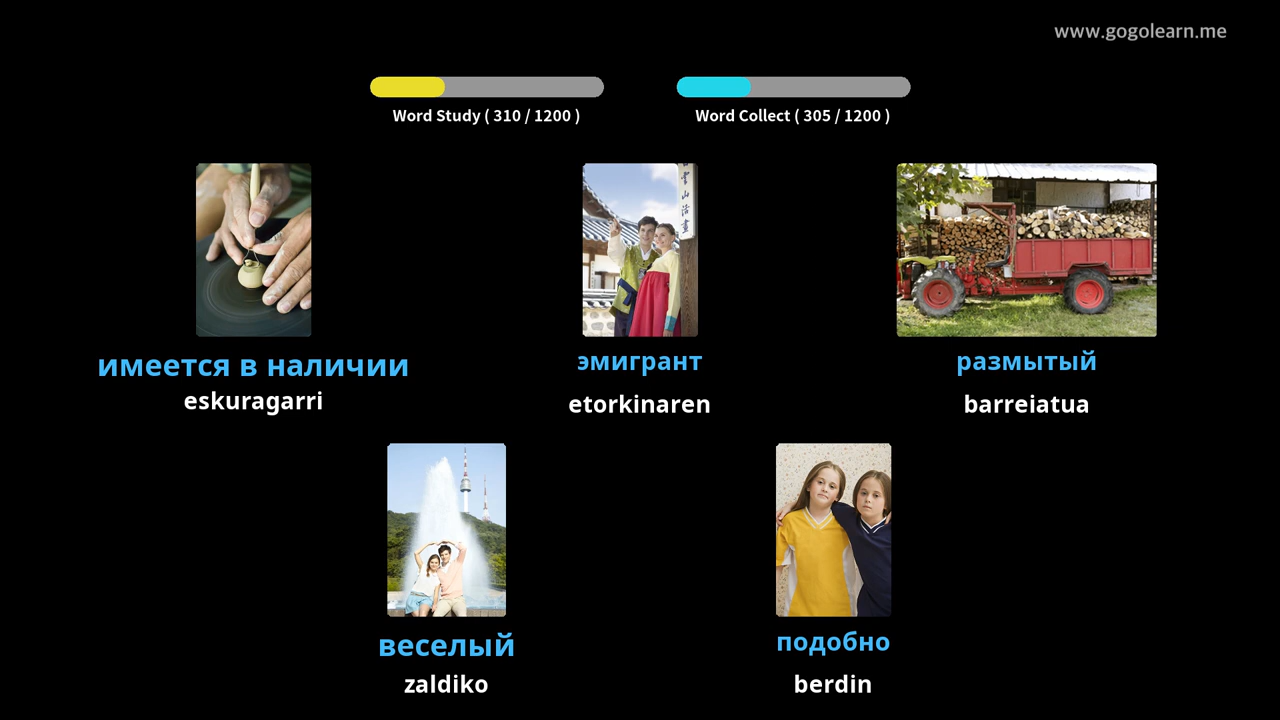 www.gogolearn.me
Word Study ( 310 / 1200 )
Word Collect ( 305 / 1200 )
имеется в наличии
eskuragarri
эмигрант
etorkinaren
размытый
barreiatua
веселый
zaldiko
подобно
berdin